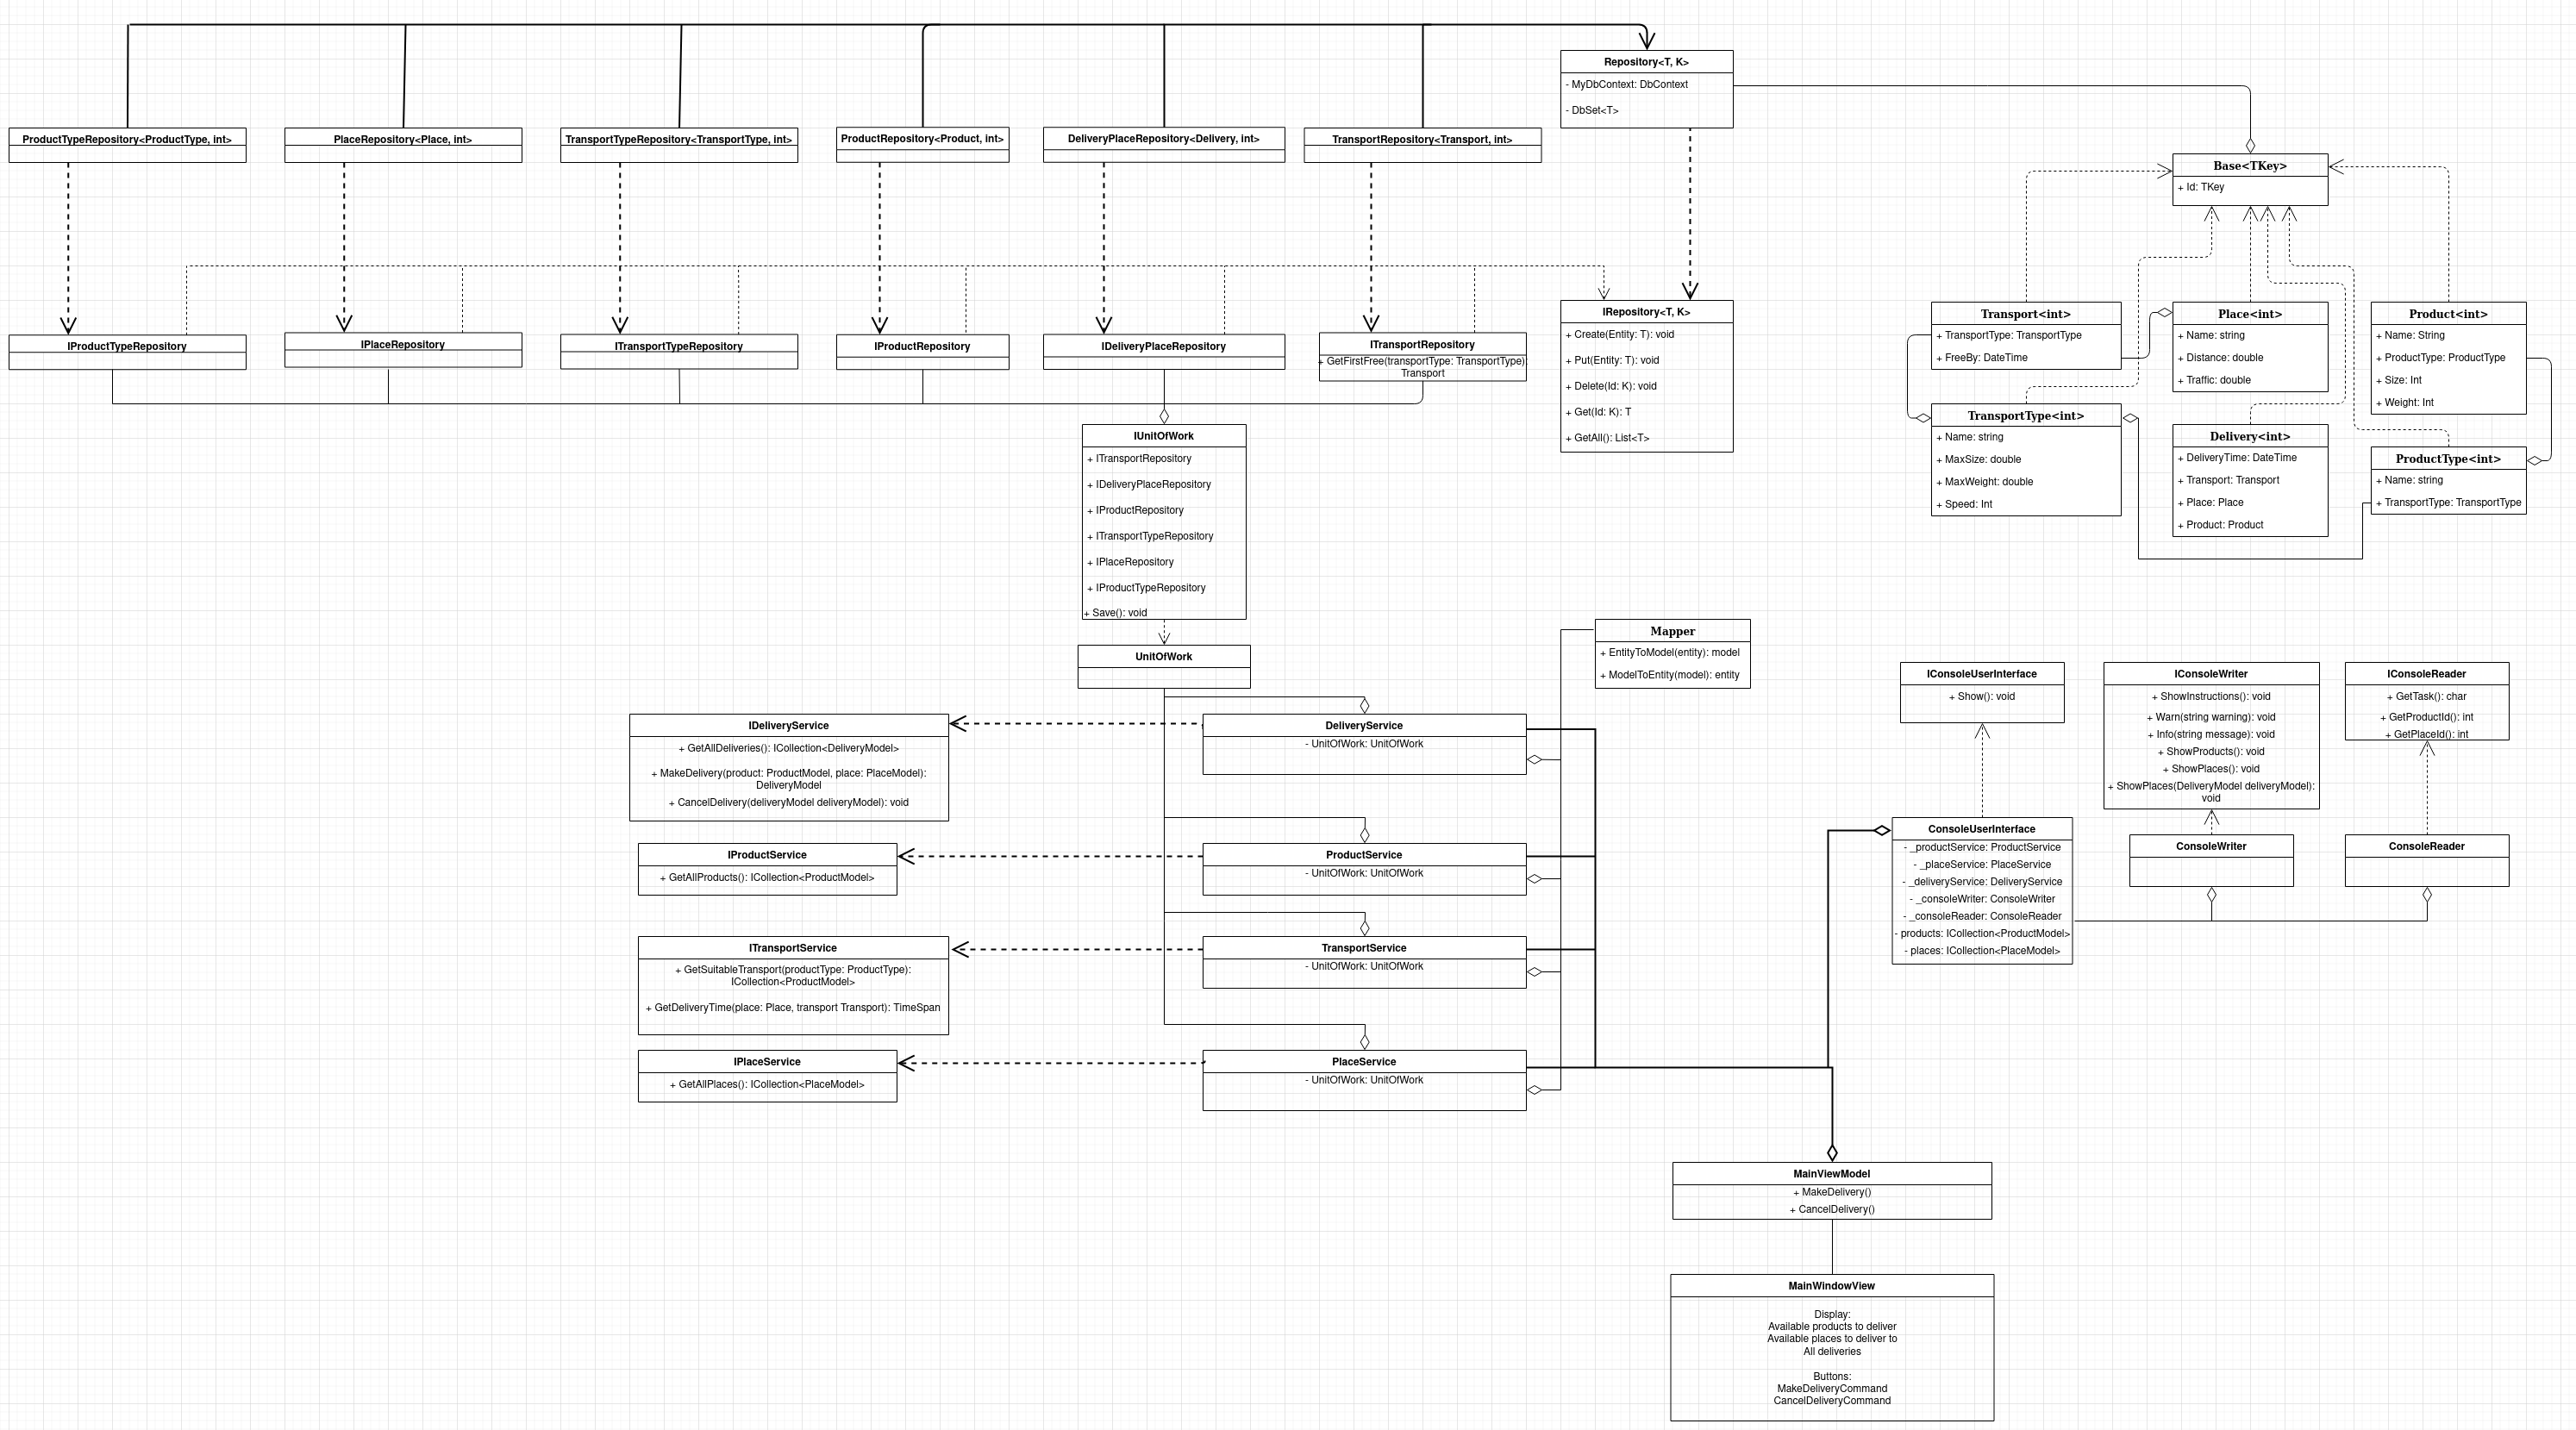 Repository<T, K>
- MyDbContext: DbContext
- DbSet<T>
ProductTypeRepository<ProductType, int>
PlaceRepository<Place, int>
TransportTypeRepository<TransportType, int>
ProductRepository<Product, int>
DeliveryPlaceRepository<Delivery, int>
TransportRepository<Transport, int>
Base<TKey>
+ Id: TKey
IProductTypeRepository
IPlaceRepository
ITransportTypeRepository
IProductRepository
IDeliveryPlaceRepository
ITransportRepository
+ GetFirstFree(transportType: TransportType):
Transport
IRepository<T, K>
+ Create(Entity: T): void
+ Put(Entity: T): void
+ Delete(Id: K): void
+ Get(Id: K): T
+ GetAll(): List<T>
Transport<int>
+ TransportType: TransportType
+ FreeBy: DateTime
Place<int>
+ Name: string
+ Distance: double
+ Traffic: double
Product<int>
+ Name: String
+ ProductType: ProductType
+ Size: Int
+ Weight: Int
TransportType<int>
+ Name: string
+ MaxSize: double
+ MaxWeight: double
+ Speed: Int
Delivery<int>
+ DeliveryTime: DateTime
+ Transport: Transport
+ Place: Place
+ Product: Product
ProductType<int>
+ Name: string
+ TransportType: TransportType
IUnitOfWork
+ ITransportRepository
+ IDeliveryPlaceRepository
+ IProductRepository
+ ITransportTypeRepository
+ IPlaceRepository
+ IProductTypeRepository
+ Save(): void
UnitOfWork
Mapper
+ EntityToModel(entity): model
+ ModelToEntity(model): entity
IConsoleUserInterface
+ Show(): void
IConsoleWriter
+ ShowInstructions(): void
+ Warn(string warning): void
+ Info(string message): void
+ ShowProducts(): void
+ ShowPlaces(): void
+ ShowPlaces(DeliveryModel deliveryModel):
void
IConsoleReader
+ GetTask(): char
+ GetProductId(): int
+ GetPlaceId(): int
IDeliveryService
+ GetAllDeliveries(): ICollection<DeliveryModel>
+ MakeDelivery(product: ProductModel, place: PlaceModel):
DeliveryModel
+ CancelDelivery(deliveryModel deliveryModel): void
DeliveryService
- UnitOfWork: UnitOfWork
IProductService
+ GetAllProducts(): ICollection<ProductModel>
ProductService
- UnitOfWork: UnitOfWork
ConsoleUserInterface
- _productService: ProductService
- _placeService: PlaceService
- _deliveryService: DeliveryService
- _consoleWriter: ConsoleWriter
- _consoleReader: ConsoleReader
- products: ICollection<ProductModel>
- places: ICollection<PlaceModel>
ConsoleWriter
ConsoleReader
ITransportService
+ GetSuitableTransport(productType: ProductType):
ICollection<ProductModel>
+ GetDeliveryTime(place: Place, transport Transport): TimeSpan
TransportService
- UnitOfWork: UnitOfWork
IPlaceService
+ GetAllPlaces(): ICollection<PlaceModel>
PlaceService
- UnitOfWork: UnitOfWork
MainViewModel
+ MakeDelivery()
+ CancelDelivery()
MainWindowView
Display:
Available products to deliver
Available places to deliver to
All deliveries
Buttons:
MakeDeliveryCommand
CancelDeliveryCommand